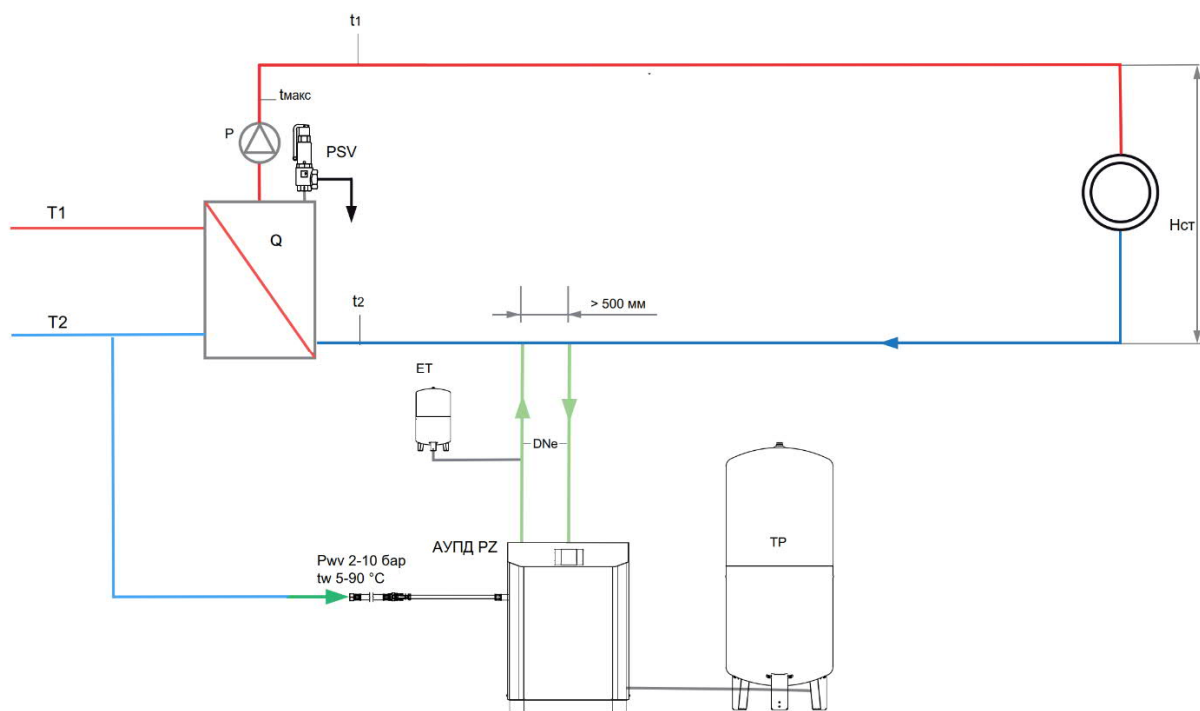 t1
tмакс
P
PSV
T1
Q
Hст
T2
t2
> 500 мм
ET
DNe
АУПД PZ
TP
Pwv 2-10 бар
tw 5-90 °C